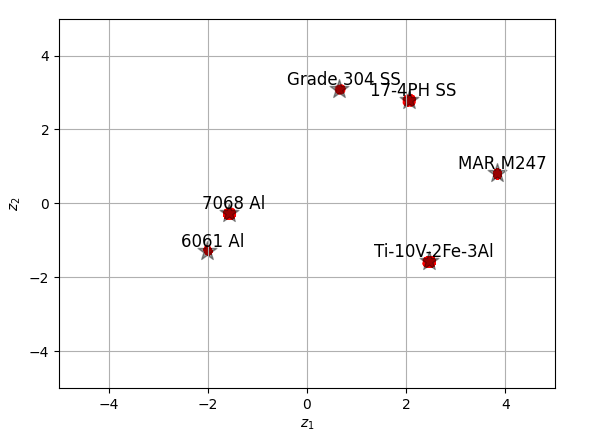 4
2
0
−2
−4
z2
Grade 304 SS
17-4PH SS
MAR M247
7068 Al
6061 Al
Ti-10V-2Fe-3Al
−4
−2
0
2
4
z1